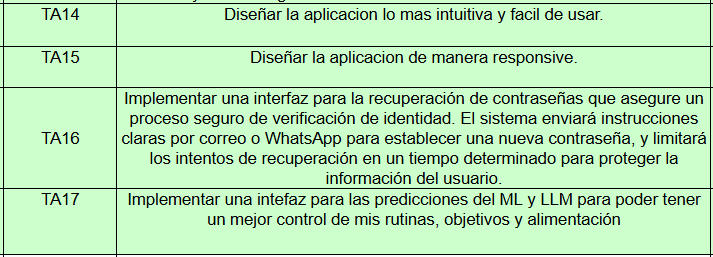 TA14 Diseñar la aplicacion lo mas intuitiva y facil de usar.
TA15 Diseñar la aplicacion de manera responsive.
Implementar una interfaz para la recuperación de contraseñas que asegure un
proceso seguro de verificación de identidad. El sistema enviará instrucciones
TA16 claras por correo o WhatsApp para establecer una nueva contraseña, y limitará
los intentos de recuperación en un tiempo determinado para proteger la
información del usuario.
TA17 Implementar una intefaz para las predicciones del ML y LLM para poder tener
un mejor control de mis rutinas, objetivos y alimentación